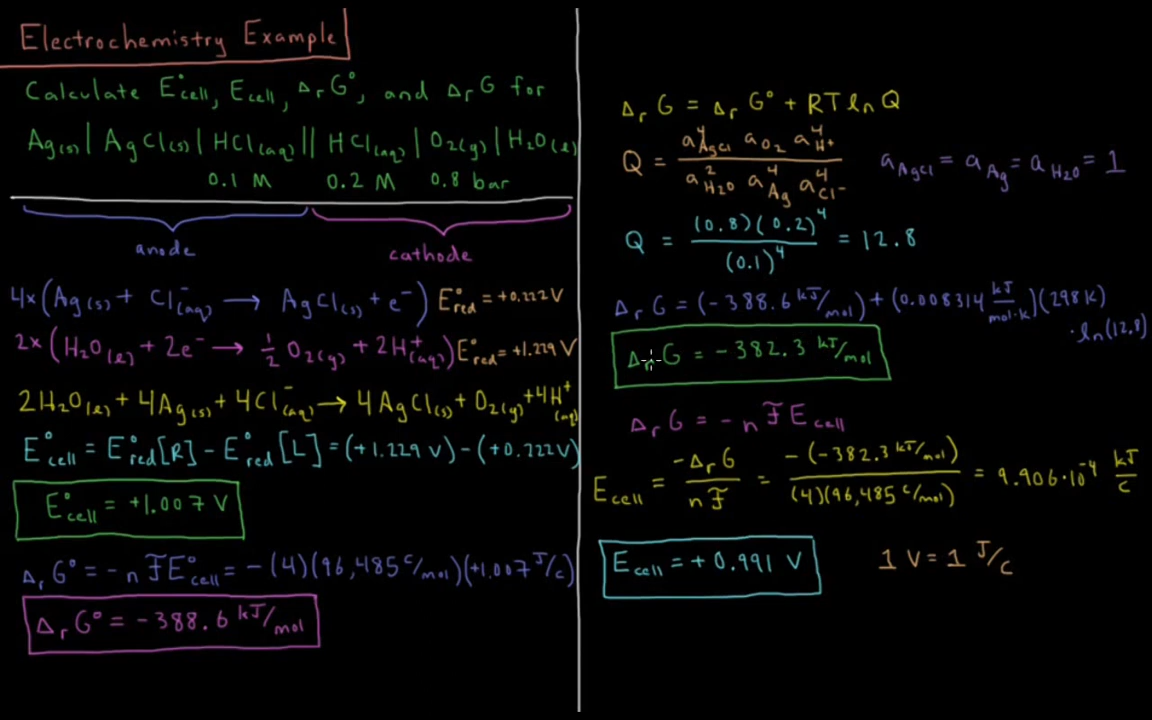 Electrochemistry Example
Calculate E°cell, Ecell, ΔrG°, and ΔrG for
Ag(s)| AgCl(s)| HCl(aq)|| HCl(aq)| O2(g)| H2O(l)
0.1 M 0.2 M 0.8 bar
anode
cathode
4x(Ag(s) + Cl-(aq) → AgCl(s) + e-) E°red = +0.222V
2x(H2O(l) + 2e- → 1/2 O2(g) + 2H+(aq)) E°red = +1.229 V
2H2O(l) + 4Ag(s) + 4Cl-(aq) → 4AgCl(s) + O2(g) + 4H+(aq)
E°cell = E°red[R] - E°red[L] = (+1.229 V) - (+0.222V)
E°cell = +1.007 V
ΔrG° = -nFE°cell = -(4)(96,485 C/mol)(+1.007 J/C)
ΔrG° = -388.6 kJ/mol
ΔrG = ΔrG° + RT ln Q
Q = a4AgCl aO2 a4H+ / a2H2O a4Ag a4Cl- aAgCl = aAg = aH2O = 1
Q = (0.8)(0.2)4 / (0.1)4 = 12.8
ΔrG = (-388.6 kJ/mol) + (0.008314 kJ/mol·K)(298K)
·ln(12.8)
ΔrG = -382.3 kJ/mol
ΔrG = -nFEcell
Ecell = -ΔrG / nF = -(-382.3 kJ/mol) / (4)(96,485 C/mol) = 9.906·10-4 kJ/C
Ecell = +0.991 V 1 V = 1 J/C